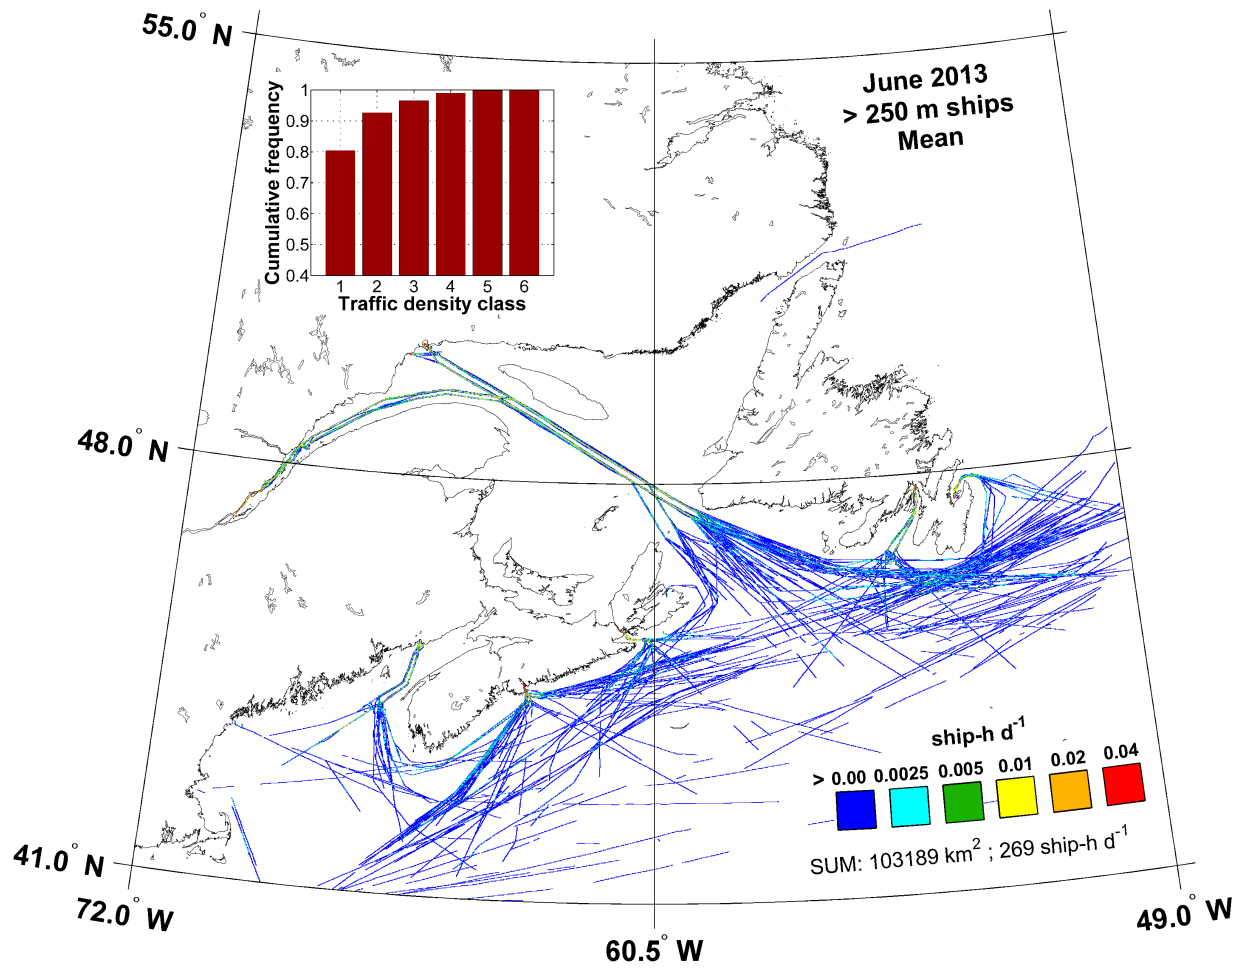 55.0° N
June 2013
> 250 m ships
Mean
Cumulative frequency
1
0.9
0.8
0.7
0.6
0.5
0.4
1 2 3 4 5 6
Traffic density class
48.0° N
ship-h d⁻¹
> 0.00 0.0025 0.005 0.01 0.02 0.04
SUM: 103189 km² ; 269 ship-h d⁻¹
41.0° N
72.0° W
60.5° W
49.0° W